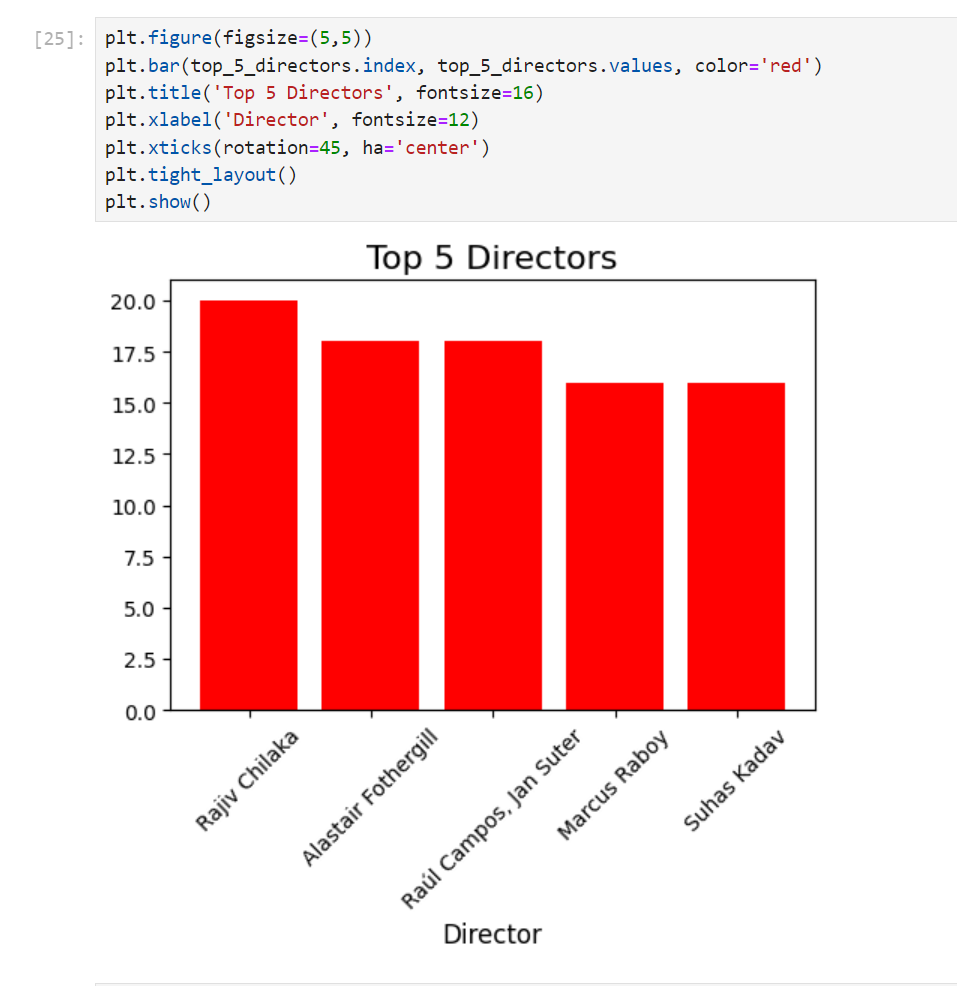 [25]:
plt.figure(figsize=(5,5))
plt.bar(top_5_directors.index, top_5_directors.values, color='red')
plt.title('Top 5 Directors', fontsize=16)
plt.xlabel('Director', fontsize=12)
plt.xticks(rotation=45, ha='center')
plt.tight_layout()
plt.show()
Top 5 Directors
20.0
17.5
15.0
12.5
10.0
7.5
5.0
2.5
0.0
Rajiv Chilaka
Alastair Fothergill
Raúl Campos, Jan Suter
Marcus Raboy
Suhas Kadav
Director